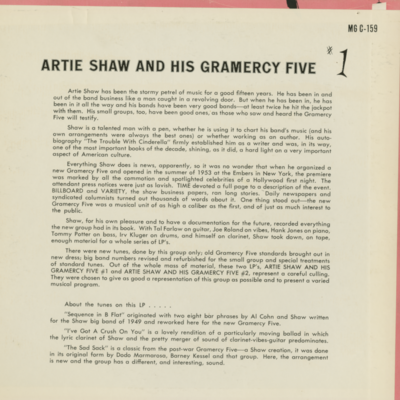 MG C-159
ARTIE SHAW AND HIS GRAMERCY FIVE # 1
Artie Shaw has been the stormy petrel of music for a good fifteen years. He has been in and
out of the band business like a man caught in a revolving door. But when he has been in, he has
been in it all the way and his bands have been very good bands—at least twice he hit the jackpot
with them. His small groups, too, have been good ones, as those who saw and heard the Gramercy
Five will testify.
Shaw is a talented man with a pen, whether he is using it to chart his band's music (and his
own arrangements were always the best ones) or whether working as an author. His auto-
biography "The Trouble With Cinderella" firmly established him as a writer and was, in its way,
one of the most important books of the decade, shining, as it did, a hard light on a very important
aspect of American culture.
Everything Shaw does is news, apparently, so it was no wonder that when he organized a
new Gramercy Five and opened in the summer of 1953 at the Embers in New York, the premiere
was marked by all the commotion and spotlighted celebrities of a Hollywood first night. The
attendant press notices were just as lavish. TIME devoted a full page to a description of the event.
BILLBOARD and VARIETY, the show business papers, ran long stories. Daily newspapers and
syndicated columnists turned out thousands of words about it. One thing stood out—the new
Gramercy Five was a musical unit of as high a caliber as the first, and of just as much interest to
the public.
Shaw, for his own pleasure and to have a documentation for the future, recorded everything
the new group had in its book. With Tal Farlow on guitar, Joe Roland on vibes, Hank Jones on piano,
Tommy Potter on bass, Irv Kluger on drums, and himself on clarinet, Shaw took down, on tape,
enough material for a whole series of LP's.
There were new tunes, done by this group only; old Gramercy Five standards brought out in
new dress; big band numbers revised and refurbished for the small group and special treatments
of standard tunes. Out of the whole mass of material, these two LP's, ARTIE SHAW AND HIS
GRAMERCY FIVE #1 and ARTIE SHAW AND HIS GRAMERCY FIVE #2, represent a careful culling.
They were chosen to give as good a representation of this group as possible and to present a varied
musical program.
About the tunes on this LP . . . . .
"Sequence in B Flat" originated with two eight bar phrases by Al Cohn and Shaw written
for the Shaw big band of 1949 and reworked here for the new Gramercy Five.
"I've Got A Crush On You" is a lovely rendition of a particularly moving ballad in which
the lyric clarinet of Shaw and the pretty merger of sound of clarinet-vibes-guitar predominates.
"The Sad Sack" is a classic from the post-war Gramercy Five—a Shaw creation, it was done
in its original form by Dodo Marmarosa, Barney Kessel and that group. Here, the arrangement
is new and the group has a different, and interesting, sound.